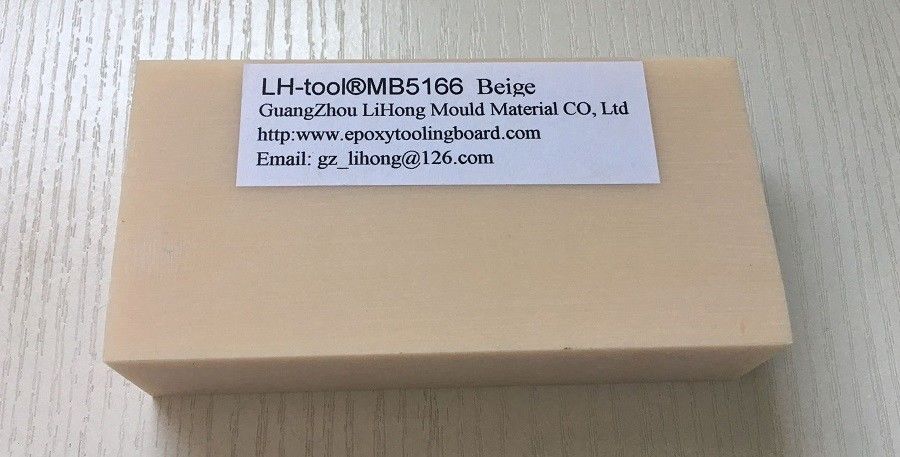 LH-tool®MB5166 Beige
GuangZhou LiHong Mould Material CO, Ltd
http:www.epoxytoolingboard.com
Email: gz_lihong@126.com